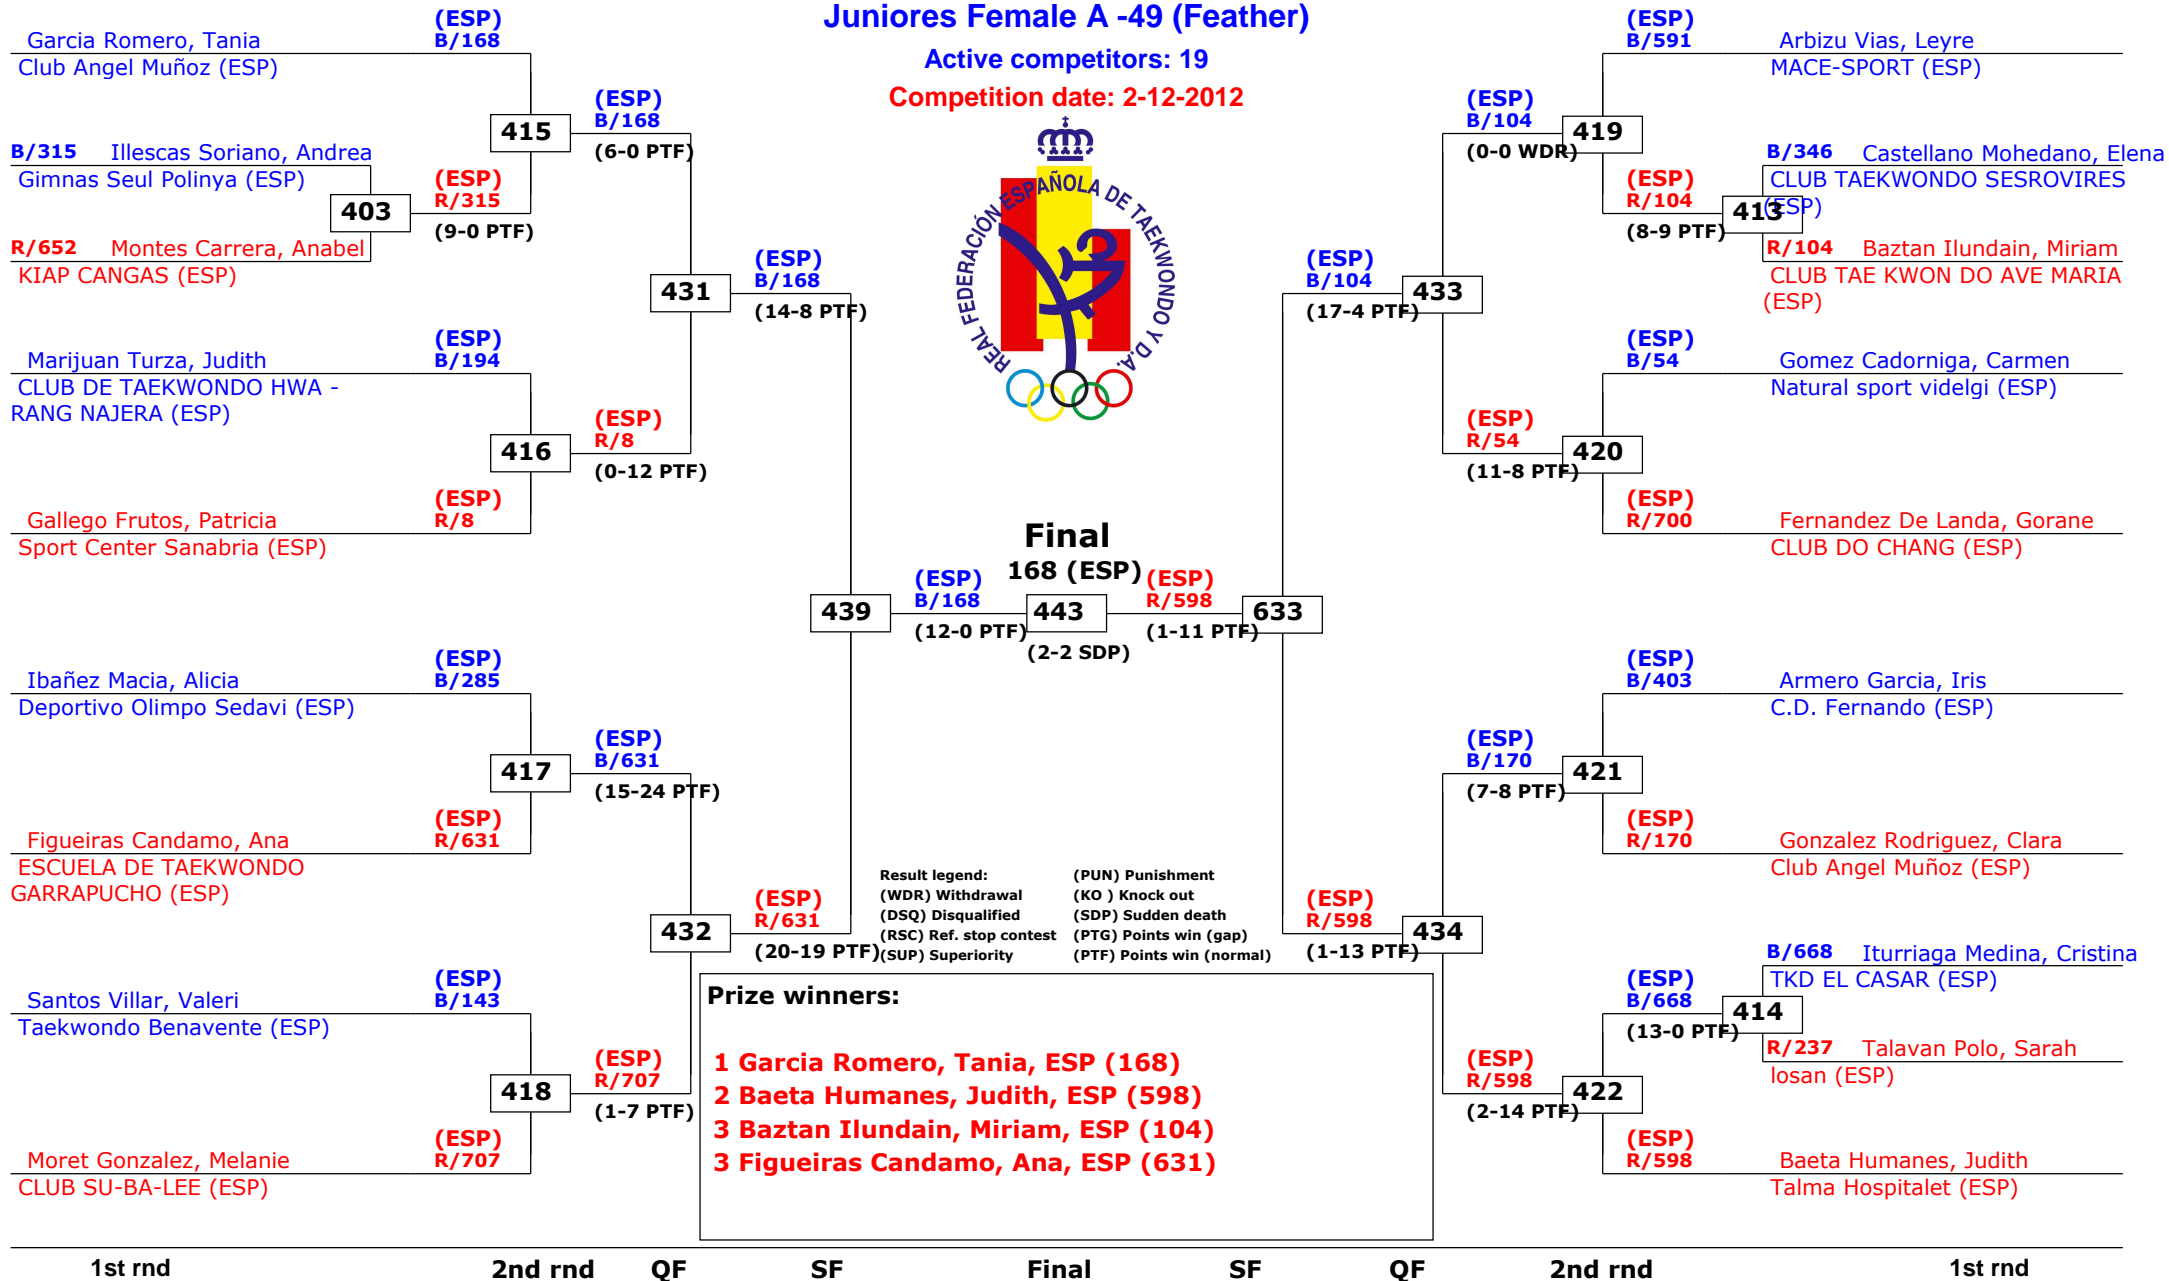 Juniores Female A -49 (Feather)
Active competitors: 19
Competition date: 2-12-2012
REAL FEDERACIÓN ESPAÑOLA DE TAEKWONDO Y D.A.
Garcia Romero, Tania
Club Angel Muñoz (ESP)
(ESP)
B/168
B/315 Illescas Soriano, Andrea
Gimnas Seul Polinya (ESP)
403
R/652 Montes Carrera, Anabel
KIAP CANGAS (ESP)
(ESP)
R/315
(9-0 PTF)
415
(ESP)
B/168
(6-0 PTF)
Marijuan Turza, Judith
CLUB DE TAEKWONDO HWA -
RANG NAJERA (ESP)
(ESP)
B/194
416
Gallego Frutos, Patricia
Sport Center Sanabria (ESP)
(ESP)
R/8
(ESP)
R/8
(0-12 PTF)
431
(ESP)
B/168
(14-8 PTF)
Ibañez Macia, Alicia
Deportivo Olimpo Sedavi (ESP)
(ESP)
B/285
417
Figueiras Candamo, Ana
ESCUELA DE TAEKWONDO
GARRAPUCHO (ESP)
(ESP)
R/631
(ESP)
B/631
(15-24 PTF)
Santos Villar, Valeri
Taekwondo Benavente (ESP)
(ESP)
B/143
418
Moret Gonzalez, Melanie
CLUB SU-BA-LEE (ESP)
(ESP)
R/707
(ESP)
R/707
(1-7 PTF)
432
(ESP)
R/631
(20-19 PTF)
439
(ESP)
B/168
(12-0 PTF)
Final
168 (ESP)
443
(2-2 SDP)
(ESP)
R/598
(1-11 PTF)
633
(ESP)
B/104
(17-4 PTF)
433
(ESP)
B/104
(0-0 WDR)
419
(ESP)
B/591
Arbizu Vias, Leyre
MACE-SPORT (ESP)
(ESP)
R/104
(8-9 PTF)
413
B/346 Castellano Mohedano, Elena
CLUB TAEKWONDO SESROVIRES
(ESP)
R/104 Baztan Ilundain, Miriam
CLUB TAE KWON DO AVE MARIA
(ESP)
(ESP)
R/54
(11-8 PTF)
420
(ESP)
B/54
Gomez Cadorniga, Carmen
Natural sport videlgi (ESP)
(ESP)
R/700
Fernandez De Landa, Gorane
CLUB DO CHANG (ESP)
(ESP)
R/598
(1-13 PTF)
434
(ESP)
B/170
(7-8 PTF)
421
(ESP)
B/403
Armero Garcia, Iris
C.D. Fernando (ESP)
(ESP)
R/170
Gonzalez Rodriguez, Clara
Club Angel Muñoz (ESP)
(ESP)
R/598
(2-14 PTF)
422
(ESP)
B/668
(13-0 PTF)
414
B/668 Iturriaga Medina, Cristina
TKD EL CASAR (ESP)
R/237 Talavan Polo, Sarah
losan (ESP)
(ESP)
R/598
Baeta Humanes, Judith
Talma Hospitalet (ESP)
Result legend:
(WDR) Withdrawal
(DSQ) Disqualified
(RSC) Ref. stop contest
(SUP) Superiority
(PUN) Punishment
(KO ) Knock out
(SDP) Sudden death
(PTG) Points win (gap)
(PTF) Points win (normal)
Prize winners:
1 Garcia Romero, Tania, ESP (168)
2 Baeta Humanes, Judith, ESP (598)
3 Baztan Ilundain, Miriam, ESP (104)
3 Figueiras Candamo, Ana, ESP (631)
1st rnd 2nd rnd QF SF Final SF QF 2nd rnd 1st rnd